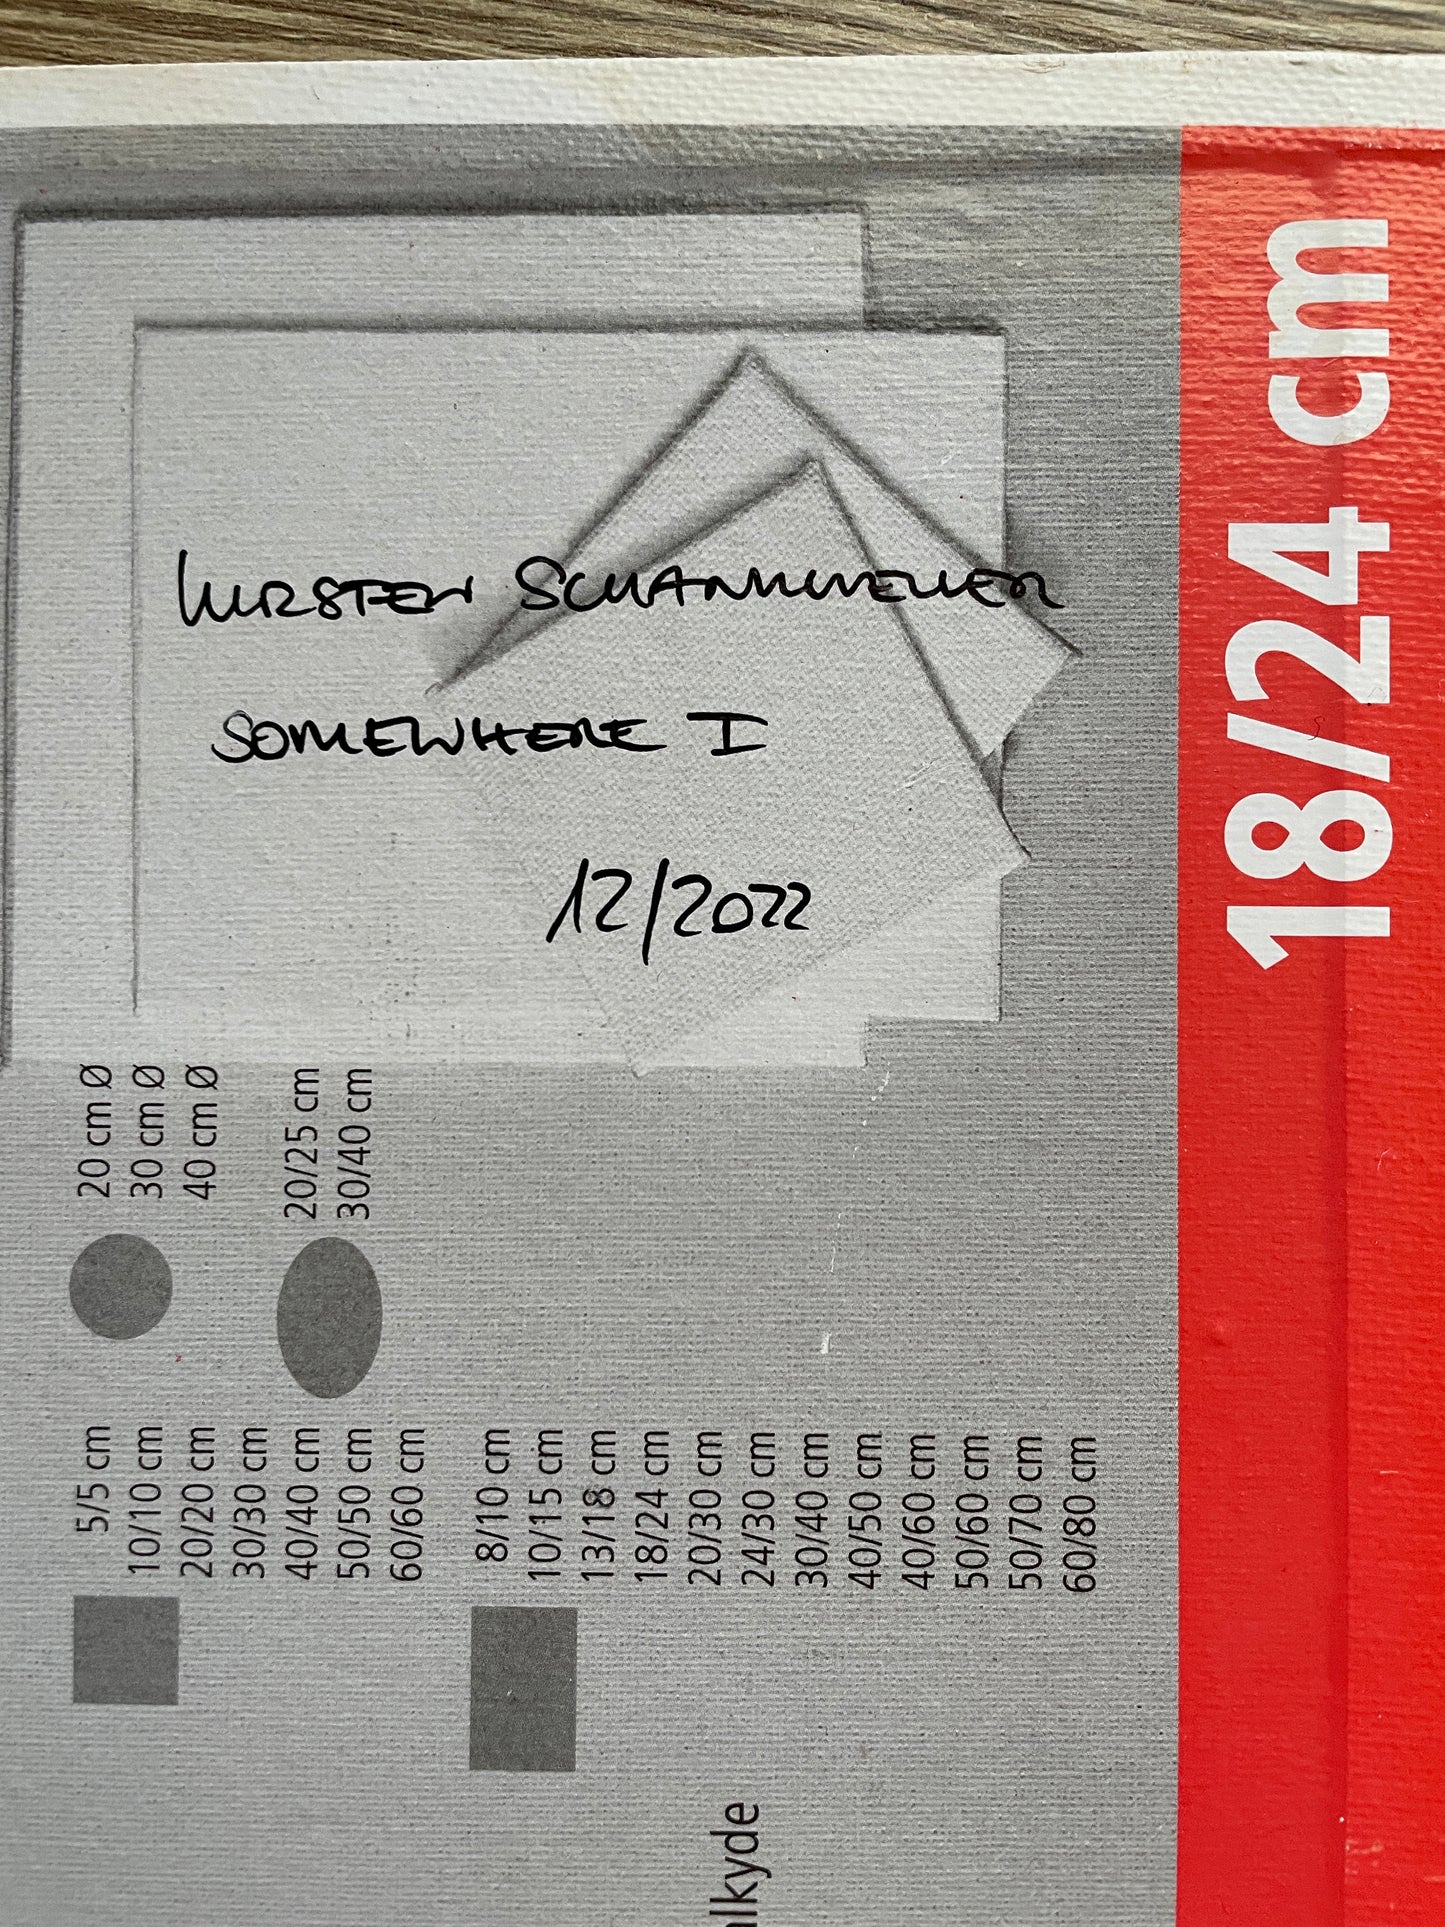 KIRSTEN
SOMEWHERE I
12/2022
18/24 cm
20 cm Ø
30 cm Ø
40 cm Ø
20/25 cm
30/40 cm
5/5 cm
10/10 cm
20/20 cm
30/30 cm
40/40 cm
50/50 cm
60/60 cm
8/10 cm
10/15 cm
13/18 cm
18/24 cm
20/30 cm
24/30 cm
30/40 cm
40/50 cm
40/60 cm
50/60 cm
50/70 cm
60/80 cm
lkyde